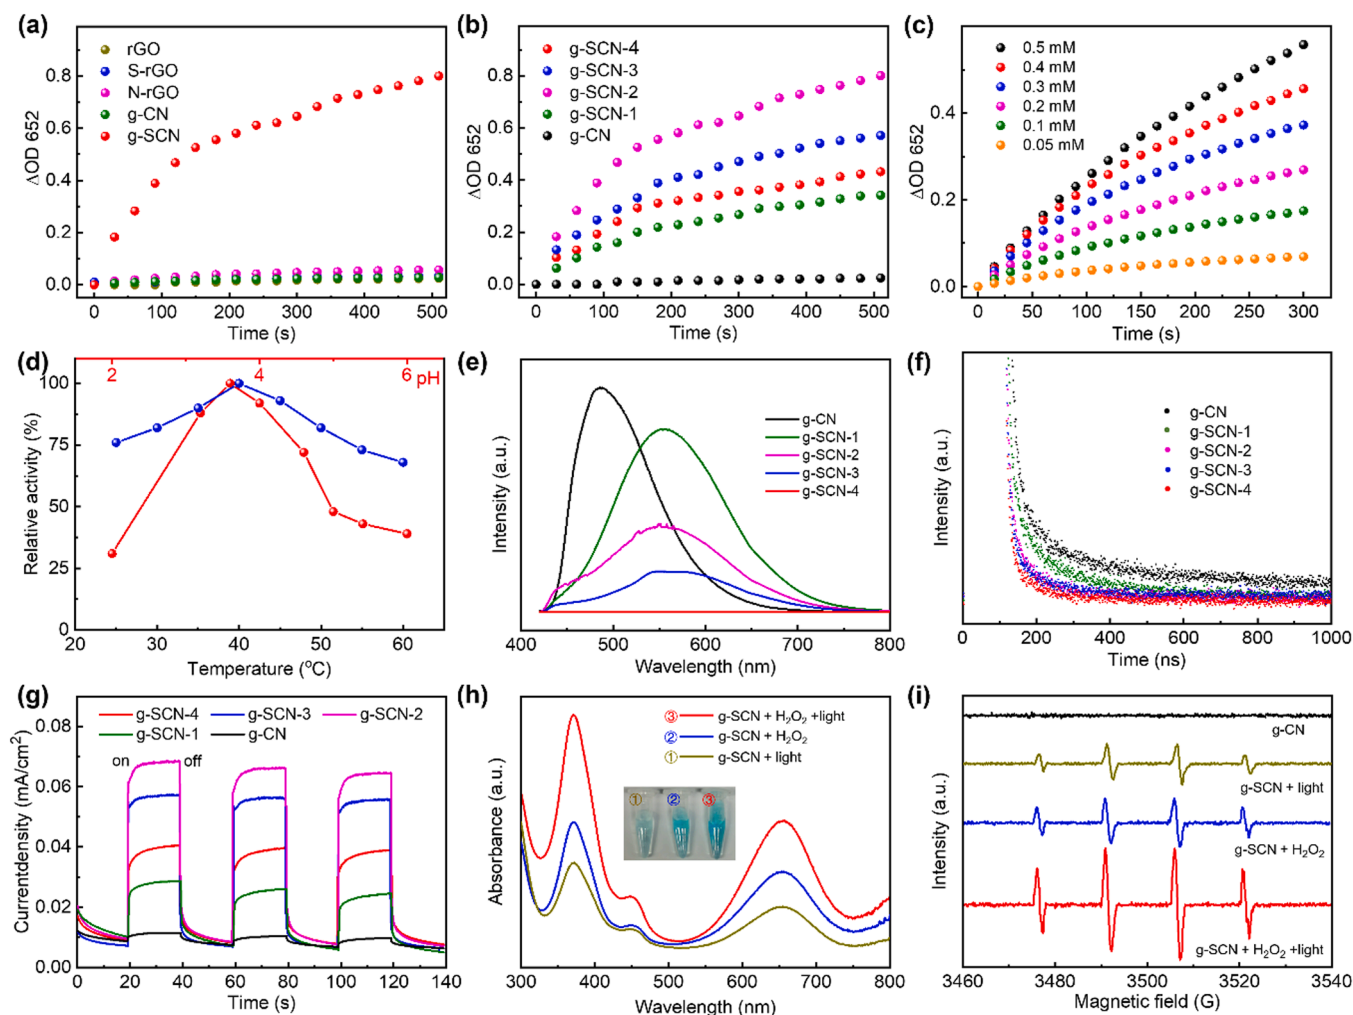 (a)
rGO
S-rGO
N-rGO
g-CN
g-SCN
ΔOD 652
0.8
0.6
0.4
0.2
0.0
0 100 200 300 400 500
Time (s)
(b)
g-SCN-4
g-SCN-3
g-SCN-2
g-SCN-1
g-CN
ΔOD 652
0.8
0.6
0.4
0.2
0.0
0 100 200 300 400 500
Time (s)
(c)
0.5 mM
0.4 mM
0.3 mM
0.2 mM
0.1 mM
0.05 mM
ΔOD 652
0.4
0.2
0.0
0 50 100 150 200 250 300
Time (s)
(d)
2 4 6 pH
Relative activity (%)
100
75
50
25
0
20 30 40 50 60
Temperature (°C)
(e)
g-CN
g-SCN-1
g-SCN-2
g-SCN-3
g-SCN-4
Intensity (a.u.)
400 500 600 700 800
Wavelength (nm)
(f)
g-CN
g-SCN-1
g-SCN-2
g-SCN-3
g-SCN-4
Intensity (a.u.)
0 200 400 600 800 1000
Time (ns)
(g)
g-SCN-4 g-SCN-3 g-SCN-2
g-SCN-1 g-CN
on off
Currentdensity (mA/cm²)
0.08
0.06
0.04
0.02
0.00
0 20 40 60 80 100 120 140
Time (s)
(h)
③ g-SCN + H₂O₂ +light
② g-SCN + H₂O₂
① g-SCN + light
① ② ③
Absorbance (a.u.)
300 400 500 600 700 800
Wavelength (nm)
(i)
g-CN
g-SCN + light
g-SCN + H₂O₂
g-SCN + H₂O₂ +light
Intensity (a.u.)
3460 3480 3500 3520 3540
Magnetic field (G)